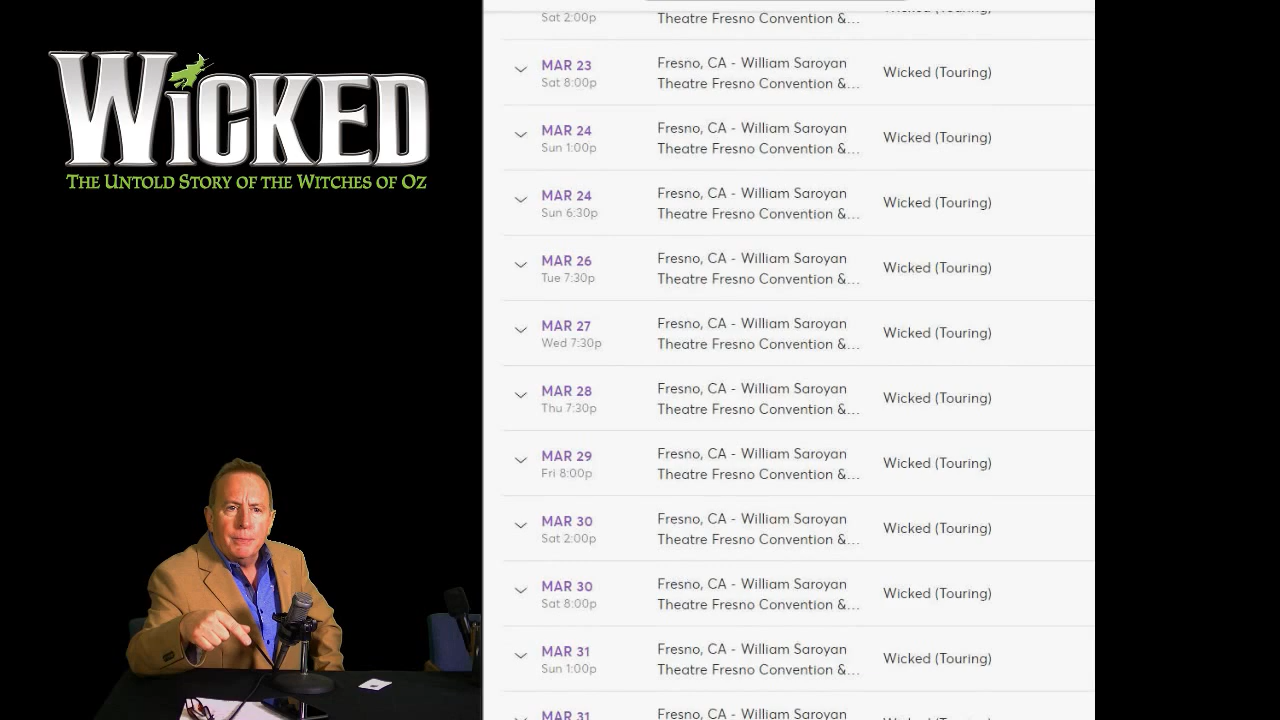 WICKED
THE UNTOLD STORY OF THE WITCHES OF OZ
Sat 2:00p
Theatre Fresno Convention &...
Wicked (Touring)
MAR 23
Sat 8:00p
Fresno, CA - William Saroyan
Theatre Fresno Convention &...
Wicked (Touring)
MAR 24
Sun 1:00p
Fresno, CA - William Saroyan
Theatre Fresno Convention &...
Wicked (Touring)
MAR 24
Sun 6:30p
Fresno, CA - William Saroyan
Theatre Fresno Convention &...
Wicked (Touring)
MAR 26
Tue 7:30p
Fresno, CA - William Saroyan
Theatre Fresno Convention &...
Wicked (Touring)
MAR 27
Wed 7:30p
Fresno, CA - William Saroyan
Theatre Fresno Convention &...
Wicked (Touring)
MAR 28
Thu 7:30p
Fresno, CA - William Saroyan
Theatre Fresno Convention &...
Wicked (Touring)
MAR 29
Fri 8:00p
Fresno, CA - William Saroyan
Theatre Fresno Convention &...
Wicked (Touring)
MAR 30
Sat 2:00p
Fresno, CA - William Saroyan
Theatre Fresno Convention &...
Wicked (Touring)
MAR 30
Sat 8:00p
Fresno, CA - William Saroyan
Theatre Fresno Convention &...
Wicked (Touring)
MAR 31
Sun 1:00p
Fresno, CA - William Saroyan
Theatre Fresno Convention &...
Wicked (Touring)
MAR 31
Fresno, CA - William Saroyan